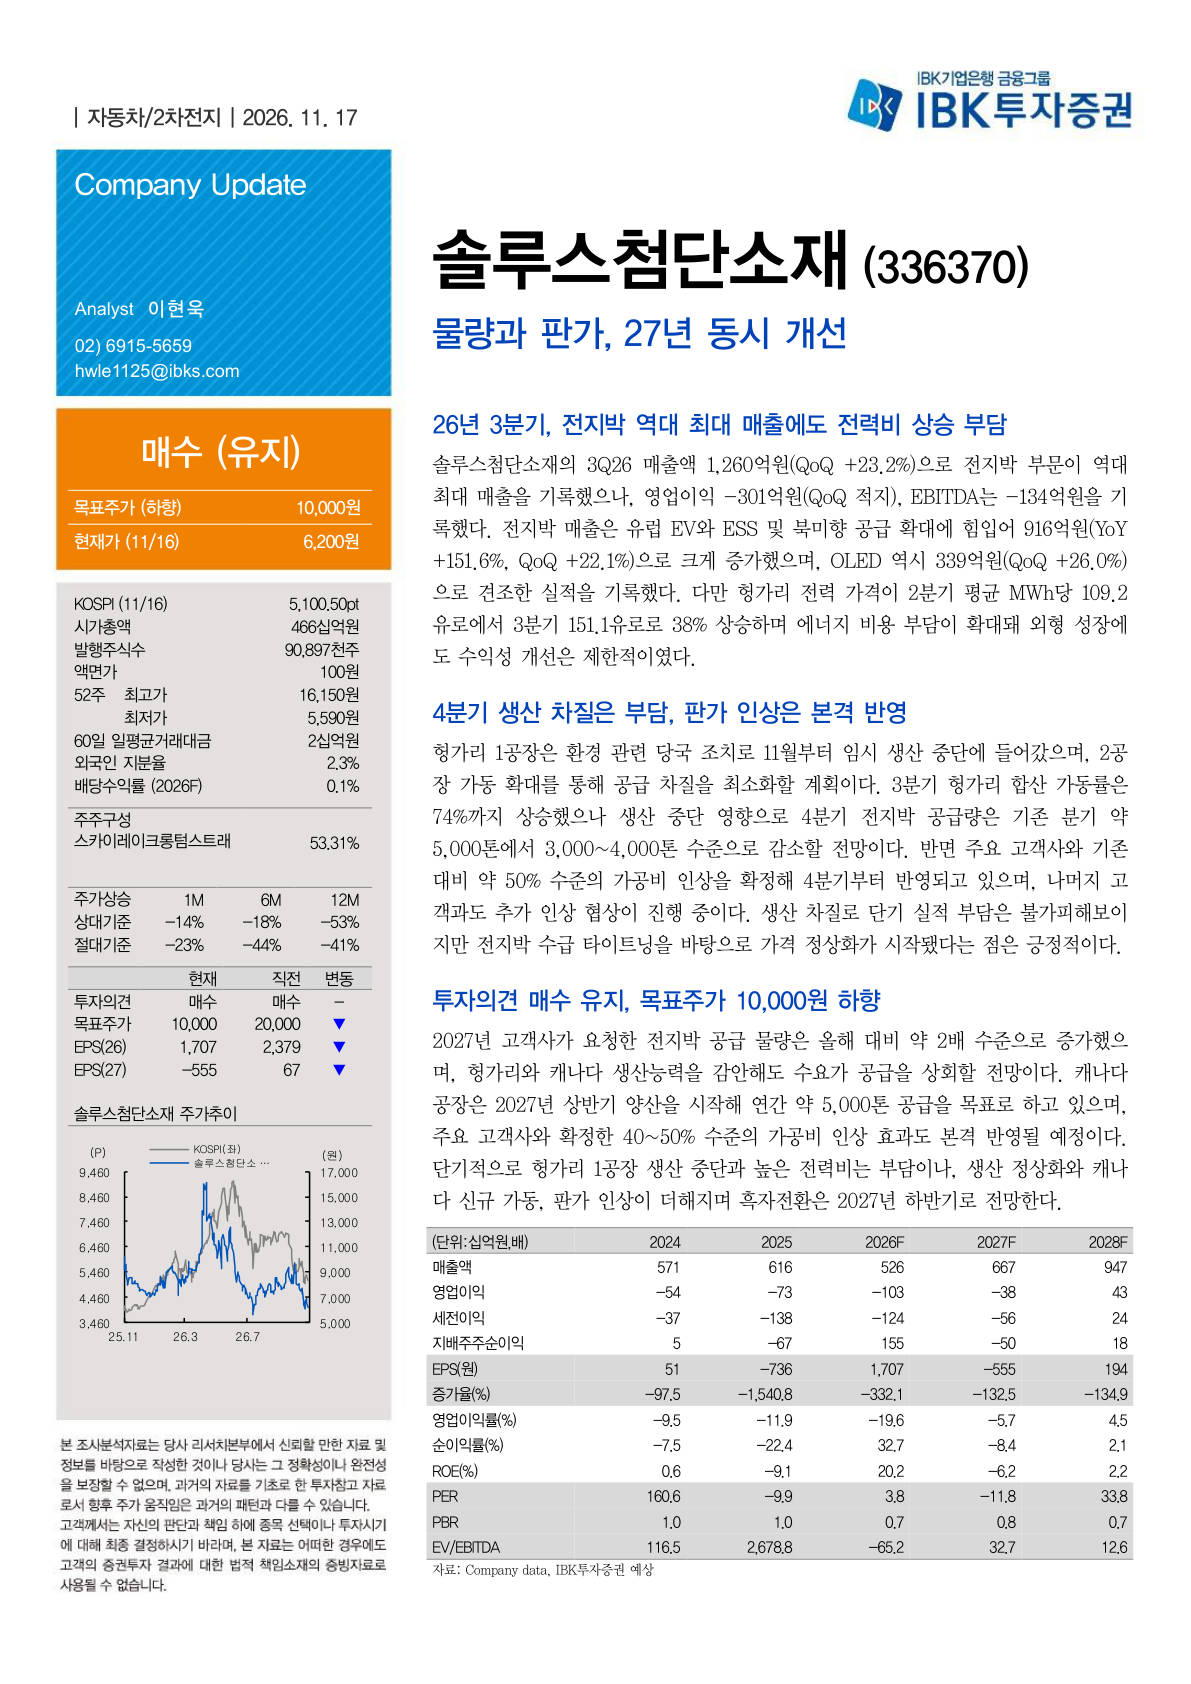 | 자동차/2차전지 | 2026. 11. 17
IBK기업은행 금융그룹
IBK투자증권
Company Update
Analyst 이현욱
02) 6915-5659
hwle1125@ibks.com
매수 (유지)
목표주가 (하향) 10,000원
현재가 (11/16) 6,200원
KOSPI (11/16) 5,100.50pt
시가총액 466십억원
발행주식수 90,897천주
액면가 100원
52주 최고가 16,150원
최저가 5,590원
60일 일평균거래대금 2십억원
외국인 지분율 2.3%
배당수익률 (2026F) 0.1%
주주구성
스카이레이크롱텀스트래 53.31%
주가상승 1M 6M 12M
상대기준 -14% -18% -53%
절대기준 -23% -44% -41%
현재 직전 변동
투자의견 매수 매수 -
목표주가 10,000 20,000 ▼
EPS(26) 1,707 2,379 ▼
EPS(27) -555 67 ▼
솔루스첨단소재 주가추이
(P) KOSPI(좌) (원)
솔루스첨단소 …
9,460 17,000
8,460 15,000
7,460 13,000
6,460 11,000
5,460 9,000
4,460 7,000
3,460 5,000
25.11 26.3 26.7
본 조사분석자료는 당사 리서치본부에서 신뢰할 만한 자료 및
정보를 바탕으로 작성한 것이나 당사는 그 정확성이나 완전성
을 보장할 수 없으며, 과거의 자료를 기초로 한 투자참고 자료
로서 향후 주가 움직임은 과거의 패턴과 다를 수 있습니다.
고객께서는 자신의 판단과 책임 하에 종목 선택이나 투자시기
에 대해 최종 결정하시기 바라며, 본 자료는 어떠한 경우에도
고객의 증권투자 결과에 대한 법적 책임소재의 증빙자료로
사용될 수 없습니다.
솔루스첨단소재 (336370)
물량과 판가, 27년 동시 개선
26년 3분기, 전지박 역대 최대 매출에도 전력비 상승 부담
솔루스첨단소재의 3Q26 매출액 1,260억원(QoQ +23.2%)으로 전지박 부문이 역대
최대 매출을 기록했으나, 영업이익 -301억원(QoQ 적지), EBITDA는 -134억원을 기
록했다. 전지박 매출은 유럽 EV와 ESS 및 북미향 공급 확대에 힘입어 916억원(YoY
+151.6%, QoQ +22.1%)으로 크게 증가했으며, OLED 역시 339억원(QoQ +26.0%)
으로 견조한 실적을 기록했다. 다만 헝가리 전력 가격이 2분기 평균 MWh당 109.2
유로에서 3분기 151.1유로로 38% 상승하며 에너지 비용 부담이 확대돼 외형 성장에
도 수익성 개선은 제한적이였다.
4분기 생산 차질은 부담, 판가 인상은 본격 반영
헝가리 1공장은 환경 관련 당국 조치로 11월부터 임시 생산 중단에 들어갔으며, 2공
장 가동 확대를 통해 공급 차질을 최소화할 계획이다. 3분기 헝가리 합산 가동률은
74%까지 상승했으나 생산 중단 영향으로 4분기 전지박 공급량은 기존 분기 약
5,000톤에서 3,000~4,000톤 수준으로 감소할 전망이다. 반면 주요 고객사와 기존
대비 약 50% 수준의 가공비 인상을 확정해 4분기부터 반영되고 있으며, 나머지 고
객과도 추가 인상 협상이 진행 중이다. 생산 차질로 단기 실적 부담은 불가피해보이
지만 전지박 수급 타이트닝을 바탕으로 가격 정상화가 시작됐다는 점은 긍정적이다.
투자의견 매수 유지, 목표주가 10,000원 하향
2027년 고객사가 요청한 전지박 공급 물량은 올해 대비 약 2배 수준으로 증가했으
며, 헝가리와 캐나다 생산능력을 감안해도 수요가 공급을 상회할 전망이다. 캐나다
공장은 2027년 상반기 양산을 시작해 연간 약 5,000톤 공급을 목표로 하고 있으며,
주요 고객사와 확정한 40~50% 수준의 가공비 인상 효과도 본격 반영될 예정이다.
단기적으로 헝가리 1공장 생산 중단과 높은 전력비는 부담이나, 생산 정상화와 캐나
다 신규 가동, 판가 인상이 더해지며 흑자전환은 2027년 하반기로 전망한다.
(단위:십억원,배) 2024 2025 2026F 2027F 2028F
매출액 571 616 526 667 947
영업이익 -54 -73 -103 -38 43
세전이익 -37 -138 -124 -56 24
지배주주순이익 5 -67 155 -50 18
EPS(원) 51 -736 1,707 -555 194
증가율(%) -97.5 -1,540.8 -332.1 -132.5 -134.9
영업이익률(%) -9.5 -11.9 -19.6 -5.7 4.5
순이익률(%) -7.5 -22.4 32.7 -8.4 2.1
ROE(%) 0.6 -9.1 20.2 -6.2 2.2
PER 160.6 -9.9 3.8 -11.8 33.8
PBR 1.0 1.0 0.7 0.8 0.7
EV/EBITDA 116.5 2,678.8 -65.2 32.7 12.6
자료: Company data, IBK투자증권 예상